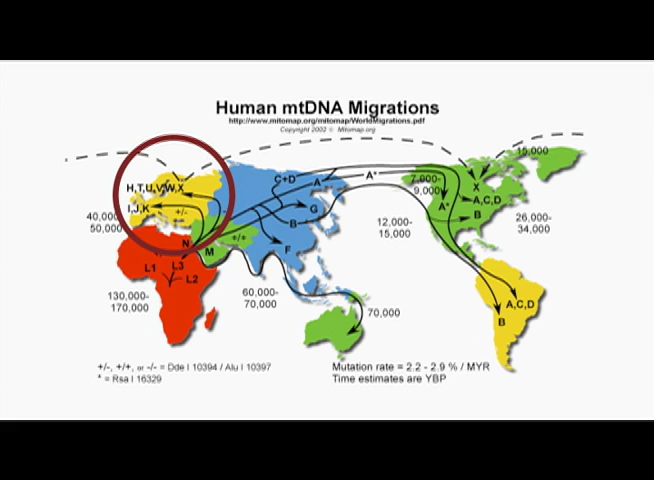 Human mtDNA Migrations
http://www.mitomap.org/mitomap/WorldMigrations.pdf
Copyright 2002 © Mitomap.org
15,000
C+D
A
A*
7,000-
9,000
X
H,T,U,V,W,X
I,J,K
+/-
G
A*
A,C,D
B
B
40,000-
50,000
12,000-
15,000
26,000-
34,000
N
+/+
M
F
L1
L3
L2
130,000-
170,000
60,000-
70,000
70,000
A,C,D
B
+/-, +/+, or -/- = Dde I 10394 / Alu I 10397
* = Rsa I 16329
Mutation rate = 2.2 - 2.9 % / MYR
Time estimates are YBP